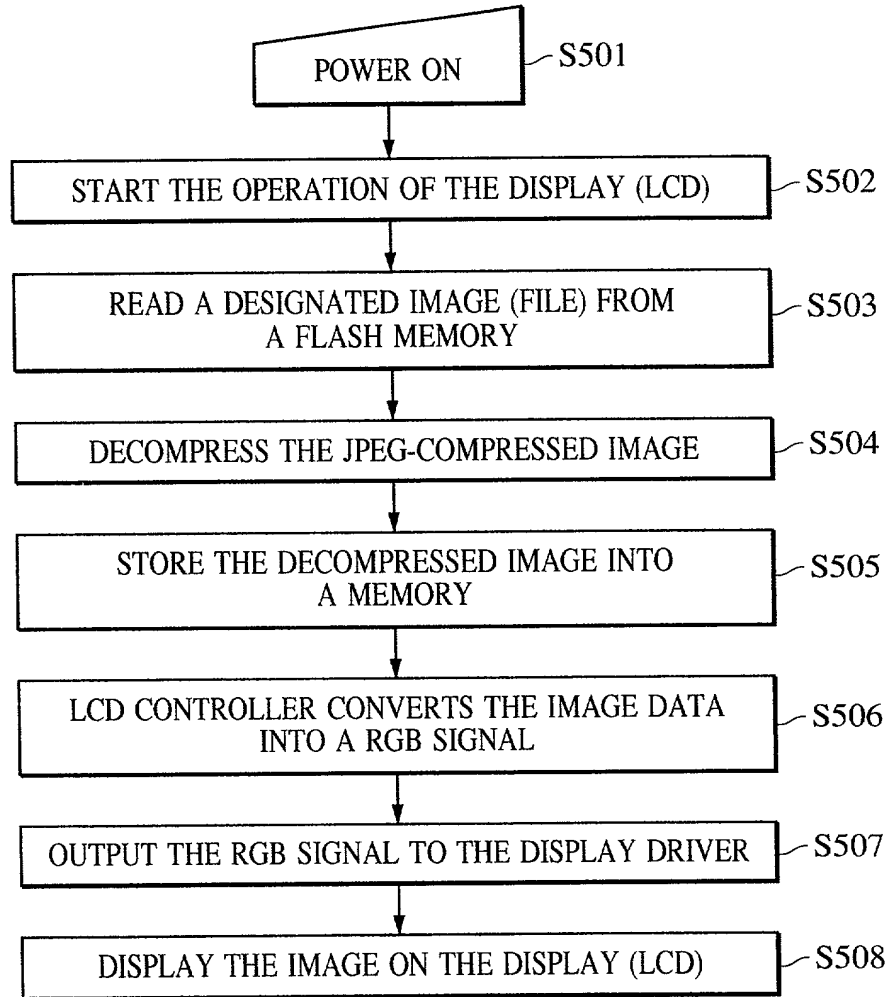 POWER ON
S501
START THE OPERATION OF THE DISPLAY (LCD)
S502
READ A DESIGNATED IMAGE (FILE) FROM
A FLASH MEMORY
S503
DECOMPRESS THE JPEG-COMPRESSED IMAGE
S504
STORE THE DECOMPRESSED IMAGE INTO
A MEMORY
S505
LCD CONTROLLER CONVERTS THE IMAGE DATA
INTO A RGB SIGNAL
S506
OUTPUT THE RGB SIGNAL TO THE DISPLAY DRIVER
S507
DISPLAY THE IMAGE ON THE DISPLAY (LCD)
S508